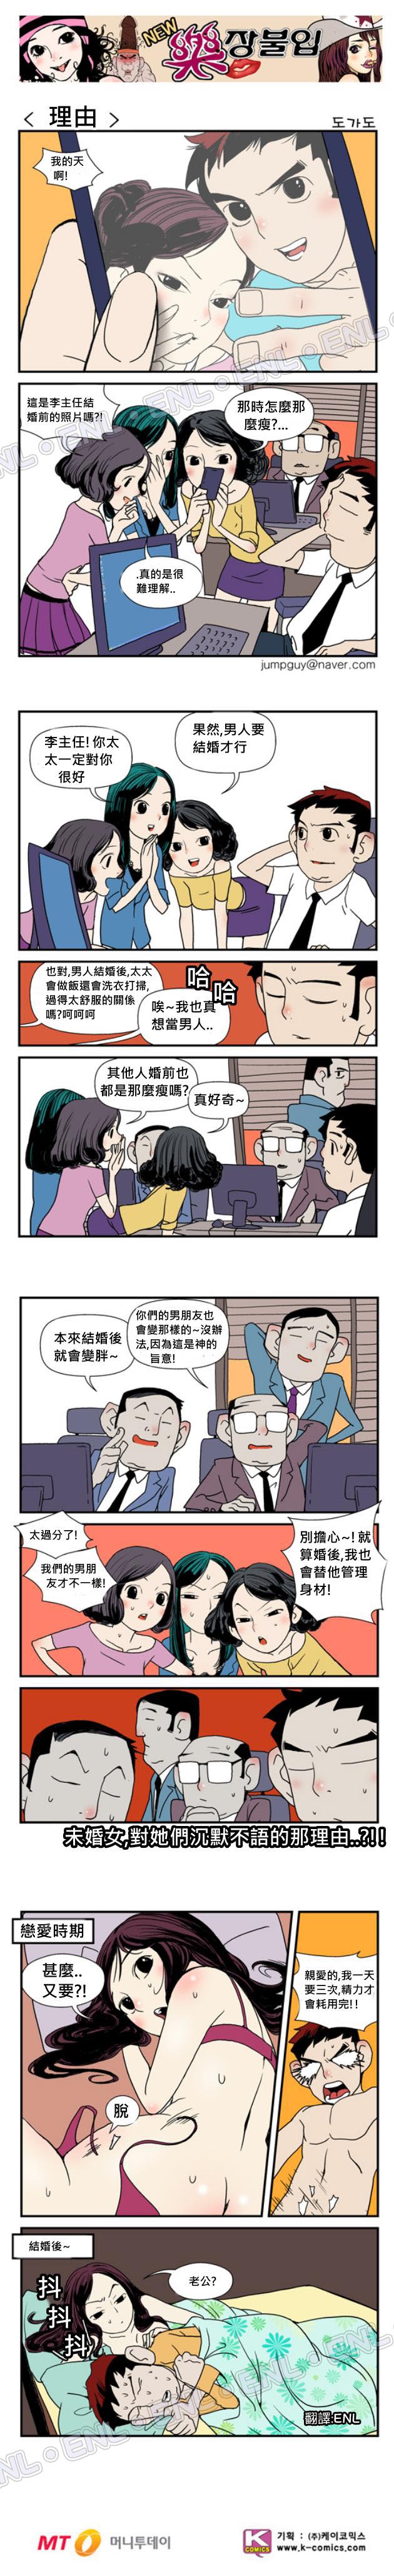 NEW 樂장불입
< 理由 >
도가도
我的天
啊!
這是李主任結
婚前的照片嗎?!
那時怎麼那
麼瘦?...
.真的是很
難理解..
jumpguy@naver.com
李主任! 你太
太一定對你
很好
果然,男人要
結婚才行
也對,男人結婚後,太太
會做飯還會洗衣打掃,
過得太舒服的關係
嗎?呵呵呵
哈
哈
唉~我也真
想當男人..
其他人婚前也
都是那麼瘦嗎?
真好奇~
本來結婚後
就會變胖~
你們的男朋友也
會變那樣的~沒辦
法,因為這是神的
旨意!
太過分了!
我們的男朋
友才不一樣!
別擔心~! 就
算婚後,我也
會替他管理
身材!
未婚女,對她們沉默不語的那理由..?!!
戀愛時期
甚麼..
又要?!
脫
親愛的,我一天
要三次,精力才
會耗用完!!
結婚後~
抖
抖
抖
老公?
翻譯:ENL
ENL ENL ENL ENL
ENL ENL ENL ENL
MT 머니투데이
K COMICS
기획 : (주)케이코믹스
www.k-comics.com